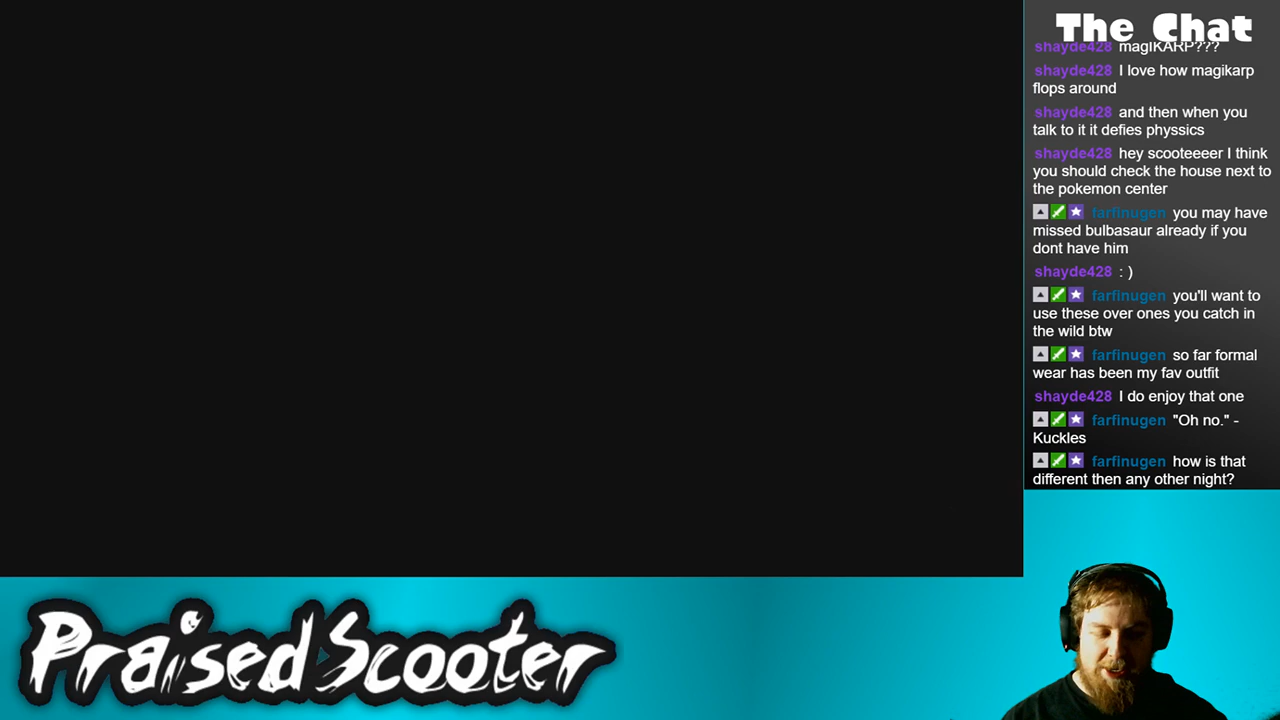 The Chat
shayde428 magIKARP???
shayde428 I love how magikarp
flops around
shayde428 and then when you
talk to it it defies physsics
shayde428 hey scooteeeer I think
you should check the house next to
the pokemon center
farfinugen you may have
missed bulbasaur already if you
dont have him
shayde428 : )
farfinugen you'll want to
use these over ones you catch in
the wild btw
farfinugen so far formal
wear has been my fav outfit
shayde428 I do enjoy that one
farfinugen "Oh no." -
Kuckles
farfinugen how is that
different then any other night?
PraisedScooter